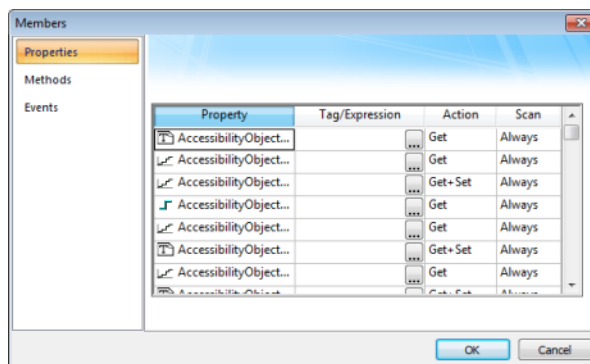 Members
Properties
Methods
Events
Property Tag/Expression Action Scan
AccessibilityObject... ... Get Always
AccessibilityObject... ... Get Always
AccessibilityObject... ... Get+Set Always
AccessibilityObject... ... Get Always
AccessibilityObject... ... Get Always
AccessibilityObject... ... Get+Set Always
AccessibilityObject... ... Get Always
OK Cancel